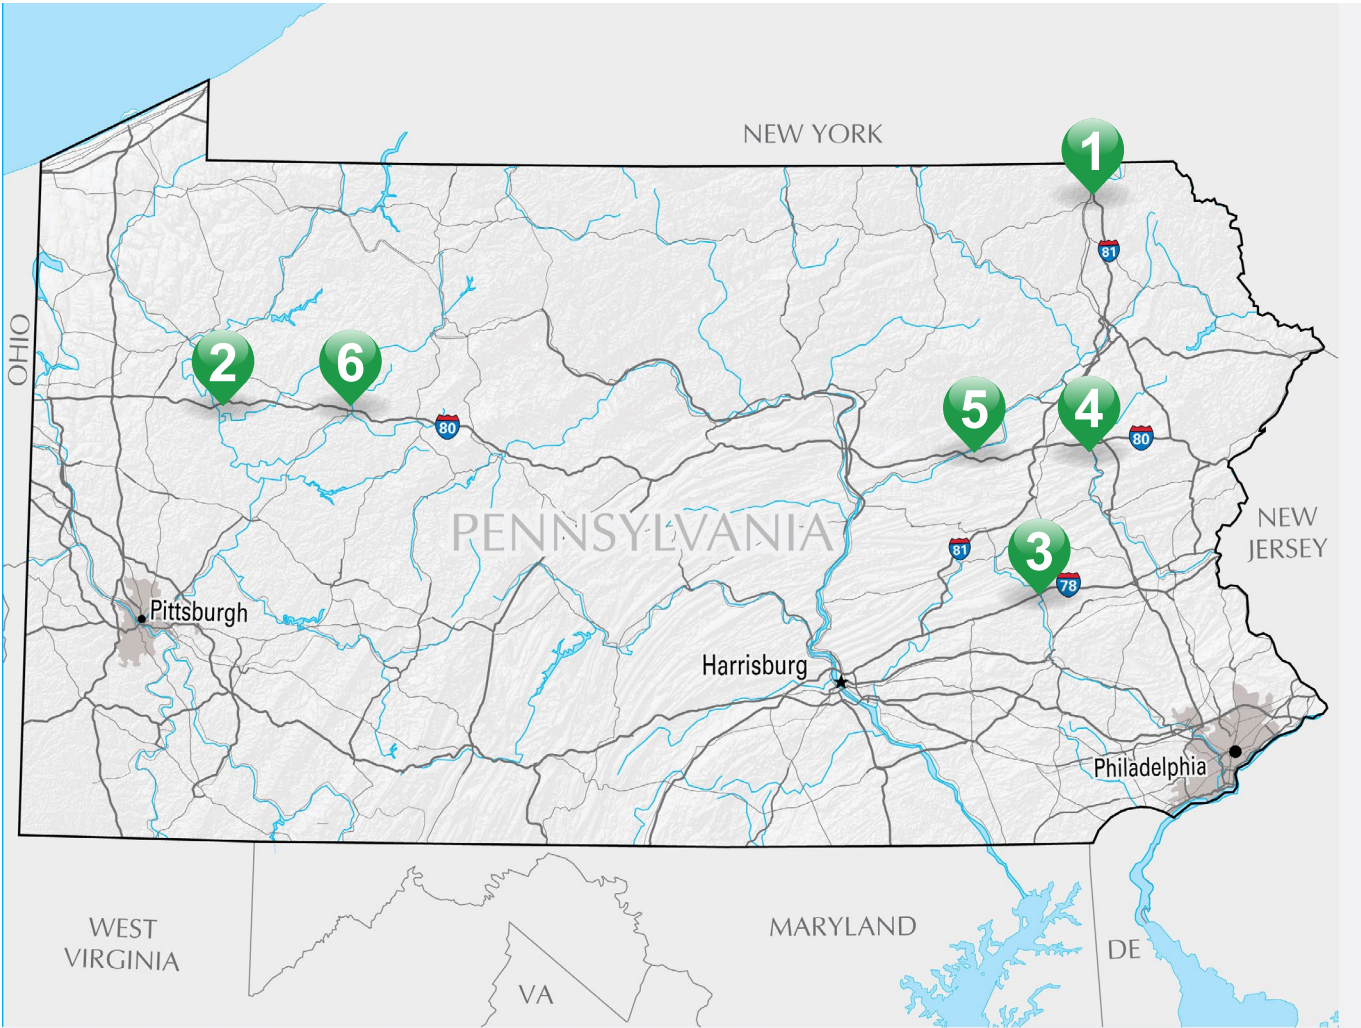 NEW YORK
1
81
OHIO
2
6
80
5
4
80
PENNSYLVANIA
NEW
JERSEY
81
3
78
Pittsburgh
Harrisburg
Philadelphia
WEST
VIRGINIA
MARYLAND
DE
VA